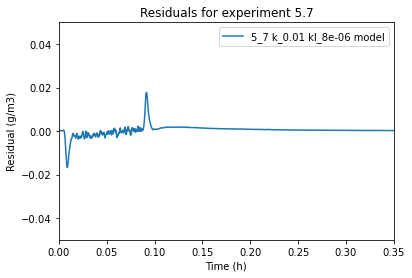 Residuals for experiment 5.7
5_7 k_0.01 kl_8e-06 model
Residual (g/m3)
0.04
0.02
0.00
−0.02
−0.04
0.00 0.05 0.10 0.15 0.20 0.25 0.30 0.35
Time (h)